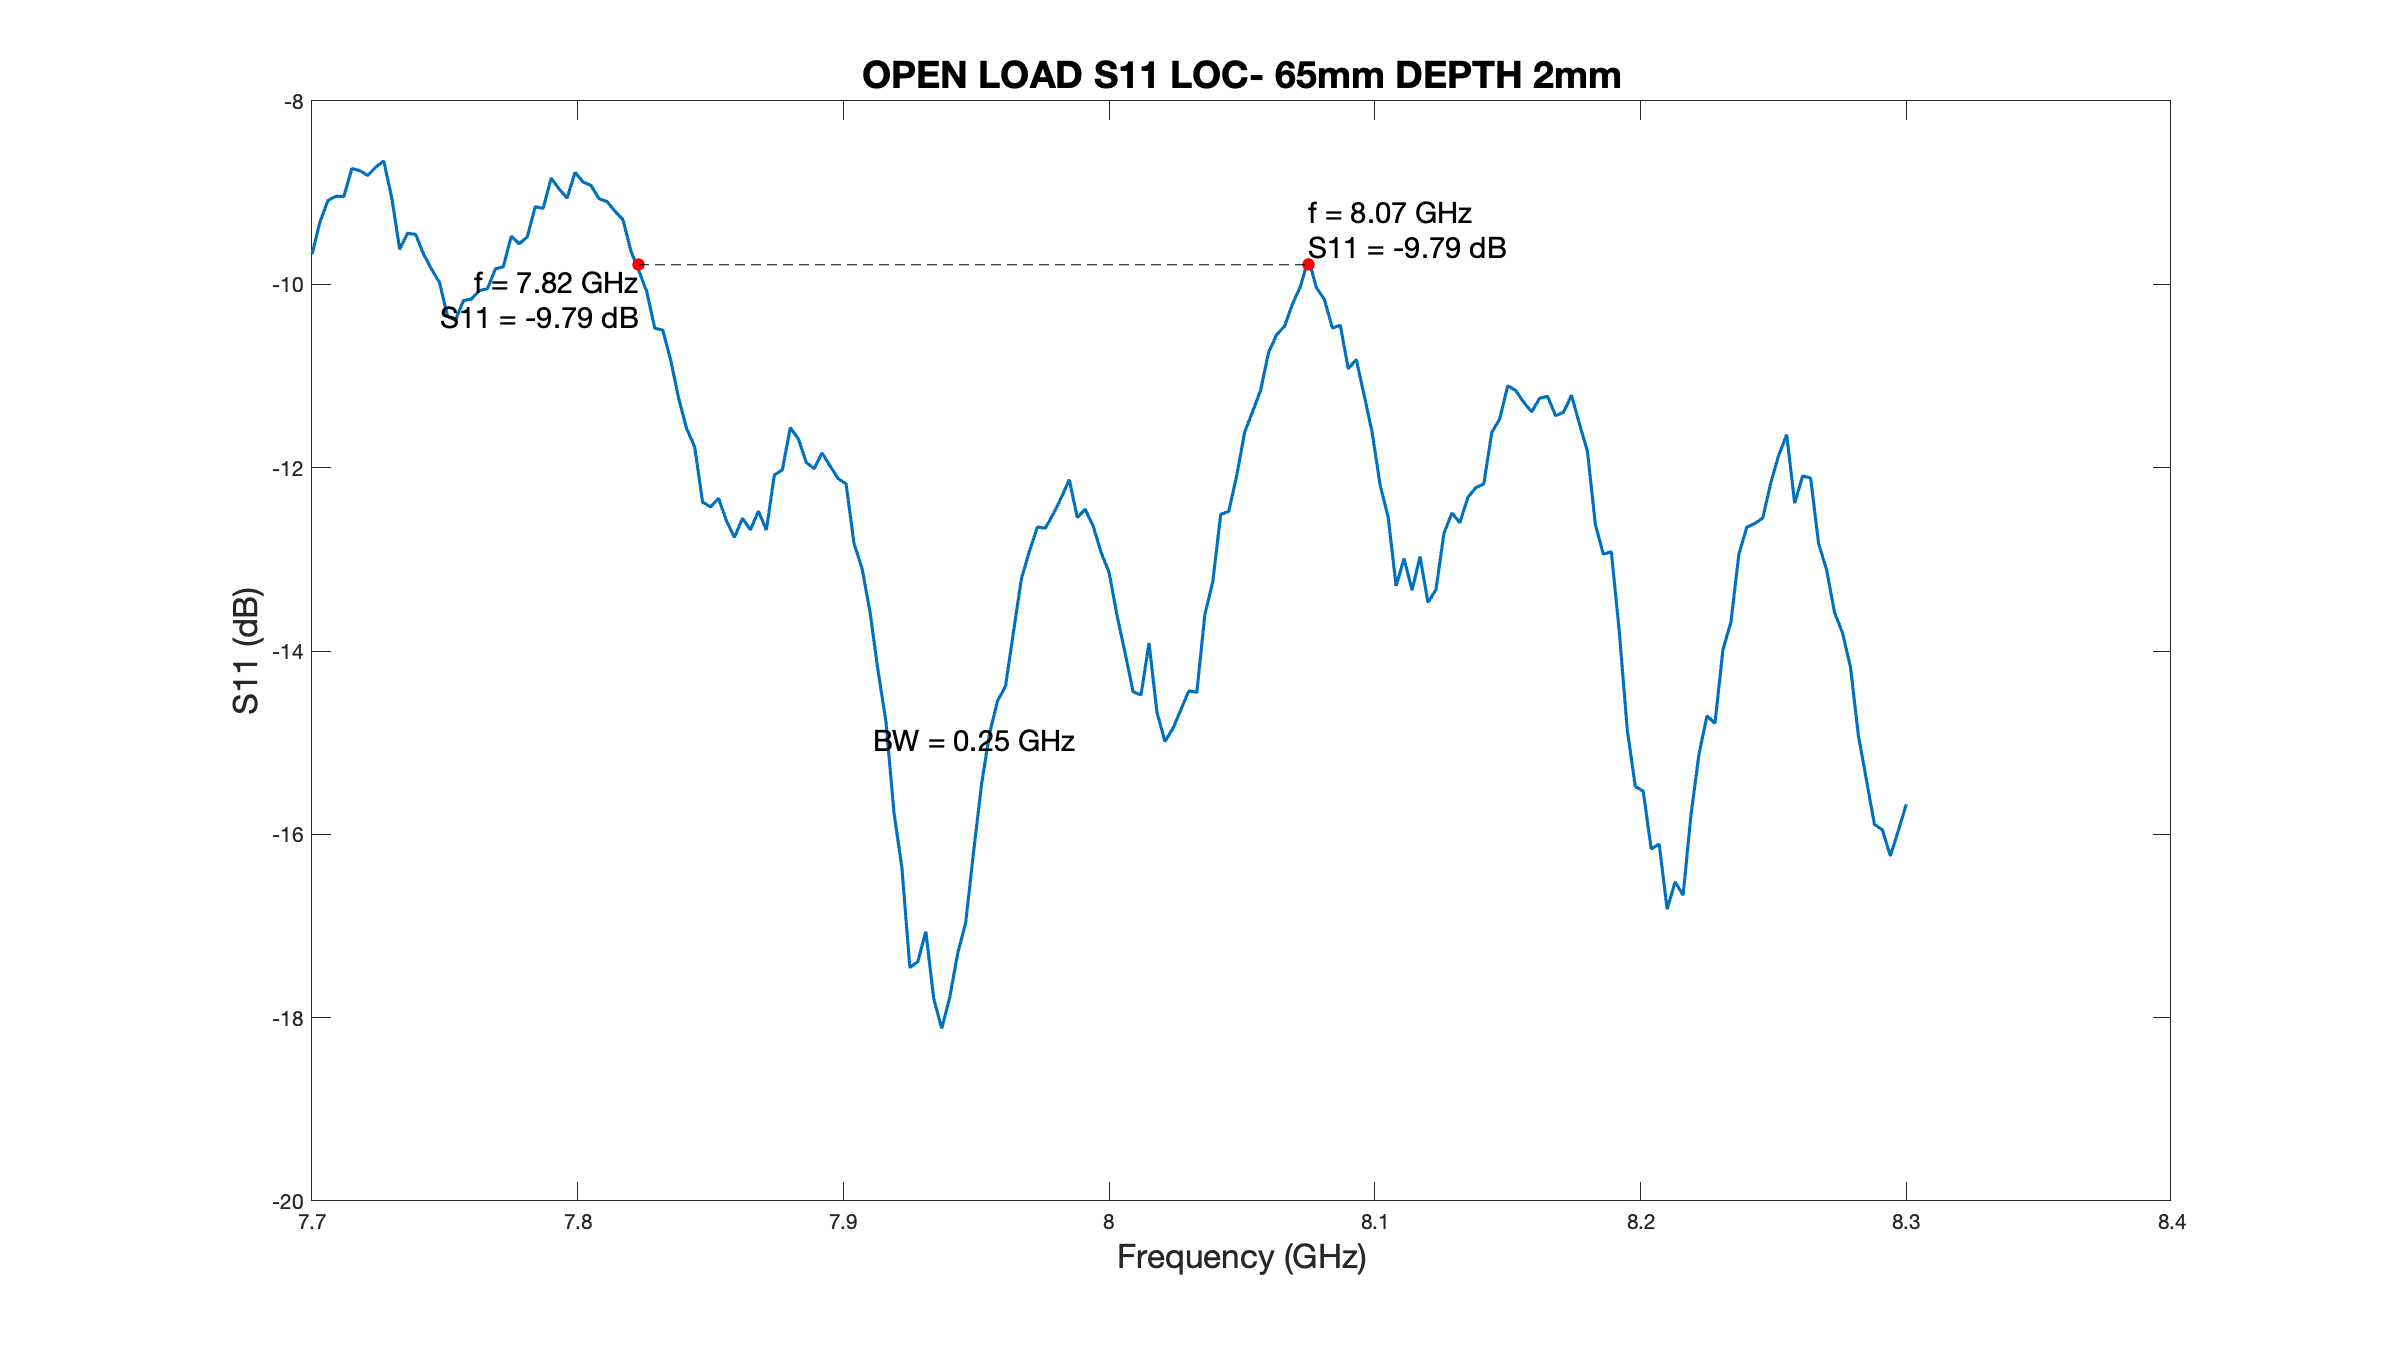 OPEN LOAD S11 LOC- 65mm DEPTH 2mm
-8
-10
-12
-14
-16
-18
-20
S11 (dB)
f = 7.82 GHz
S11 = -9.79 dB
f = 8.07 GHz
S11 = -9.79 dB
BW = 0.25 GHz
7.7 7.8 7.9 8 8.1 8.2 8.3 8.4
Frequency (GHz)